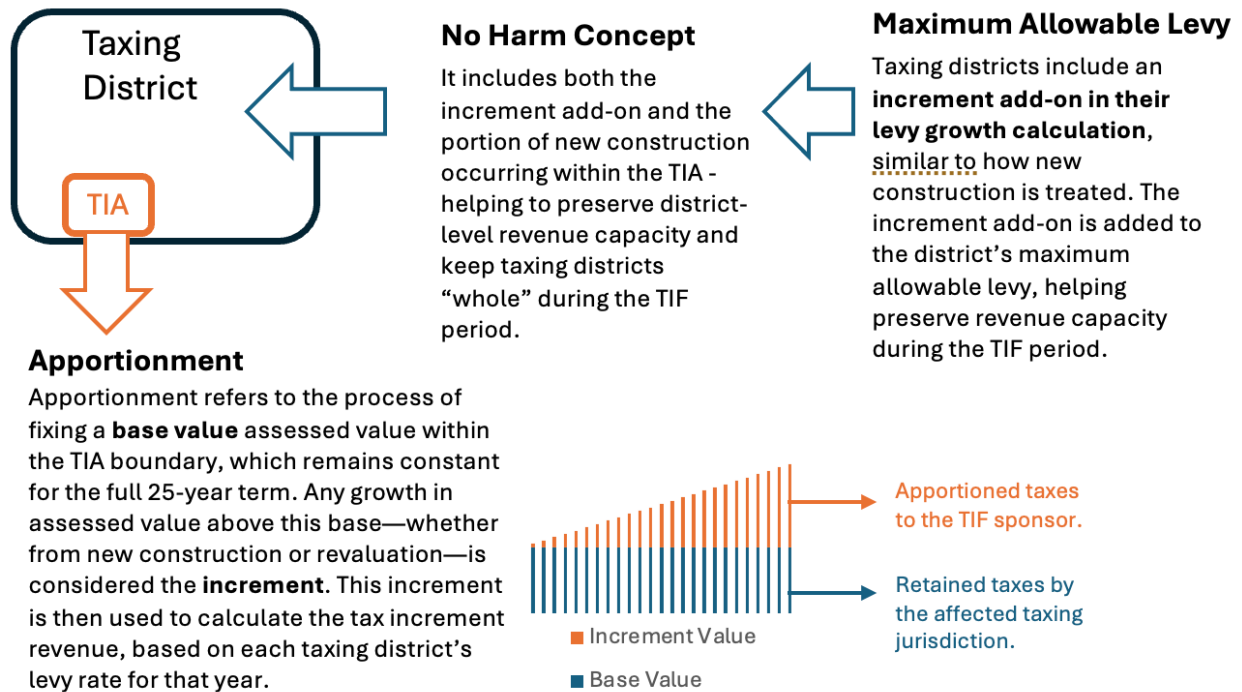 Taxing
District
TIA
No Harm Concept
It includes both the
increment add-on and the
portion of new construction
occurring within the TIA -
helping to preserve district-
level revenue capacity and
keep taxing districts
“whole” during the TIF
period.
Maximum Allowable Levy
Taxing districts include an
increment add-on in their
levy growth calculation,
similar to how new
construction is treated. The
increment add-on is added to
the district’s maximum
allowable levy, helping
preserve revenue capacity
during the TIF period.
Apportionment
Apportionment refers to the process of
fixing a base value assessed value within
the TIA boundary, which remains constant
for the full 25-year term. Any growth in
assessed value above this base—whether
from new construction or revaluation—is
considered the increment. This increment
is then used to calculate the tax increment
revenue, based on each taxing district’s
levy rate for that year.
Apportioned taxes
to the TIF sponsor.
Retained taxes by
the affected taxing
jurisdiction.
Increment Value
Base Value